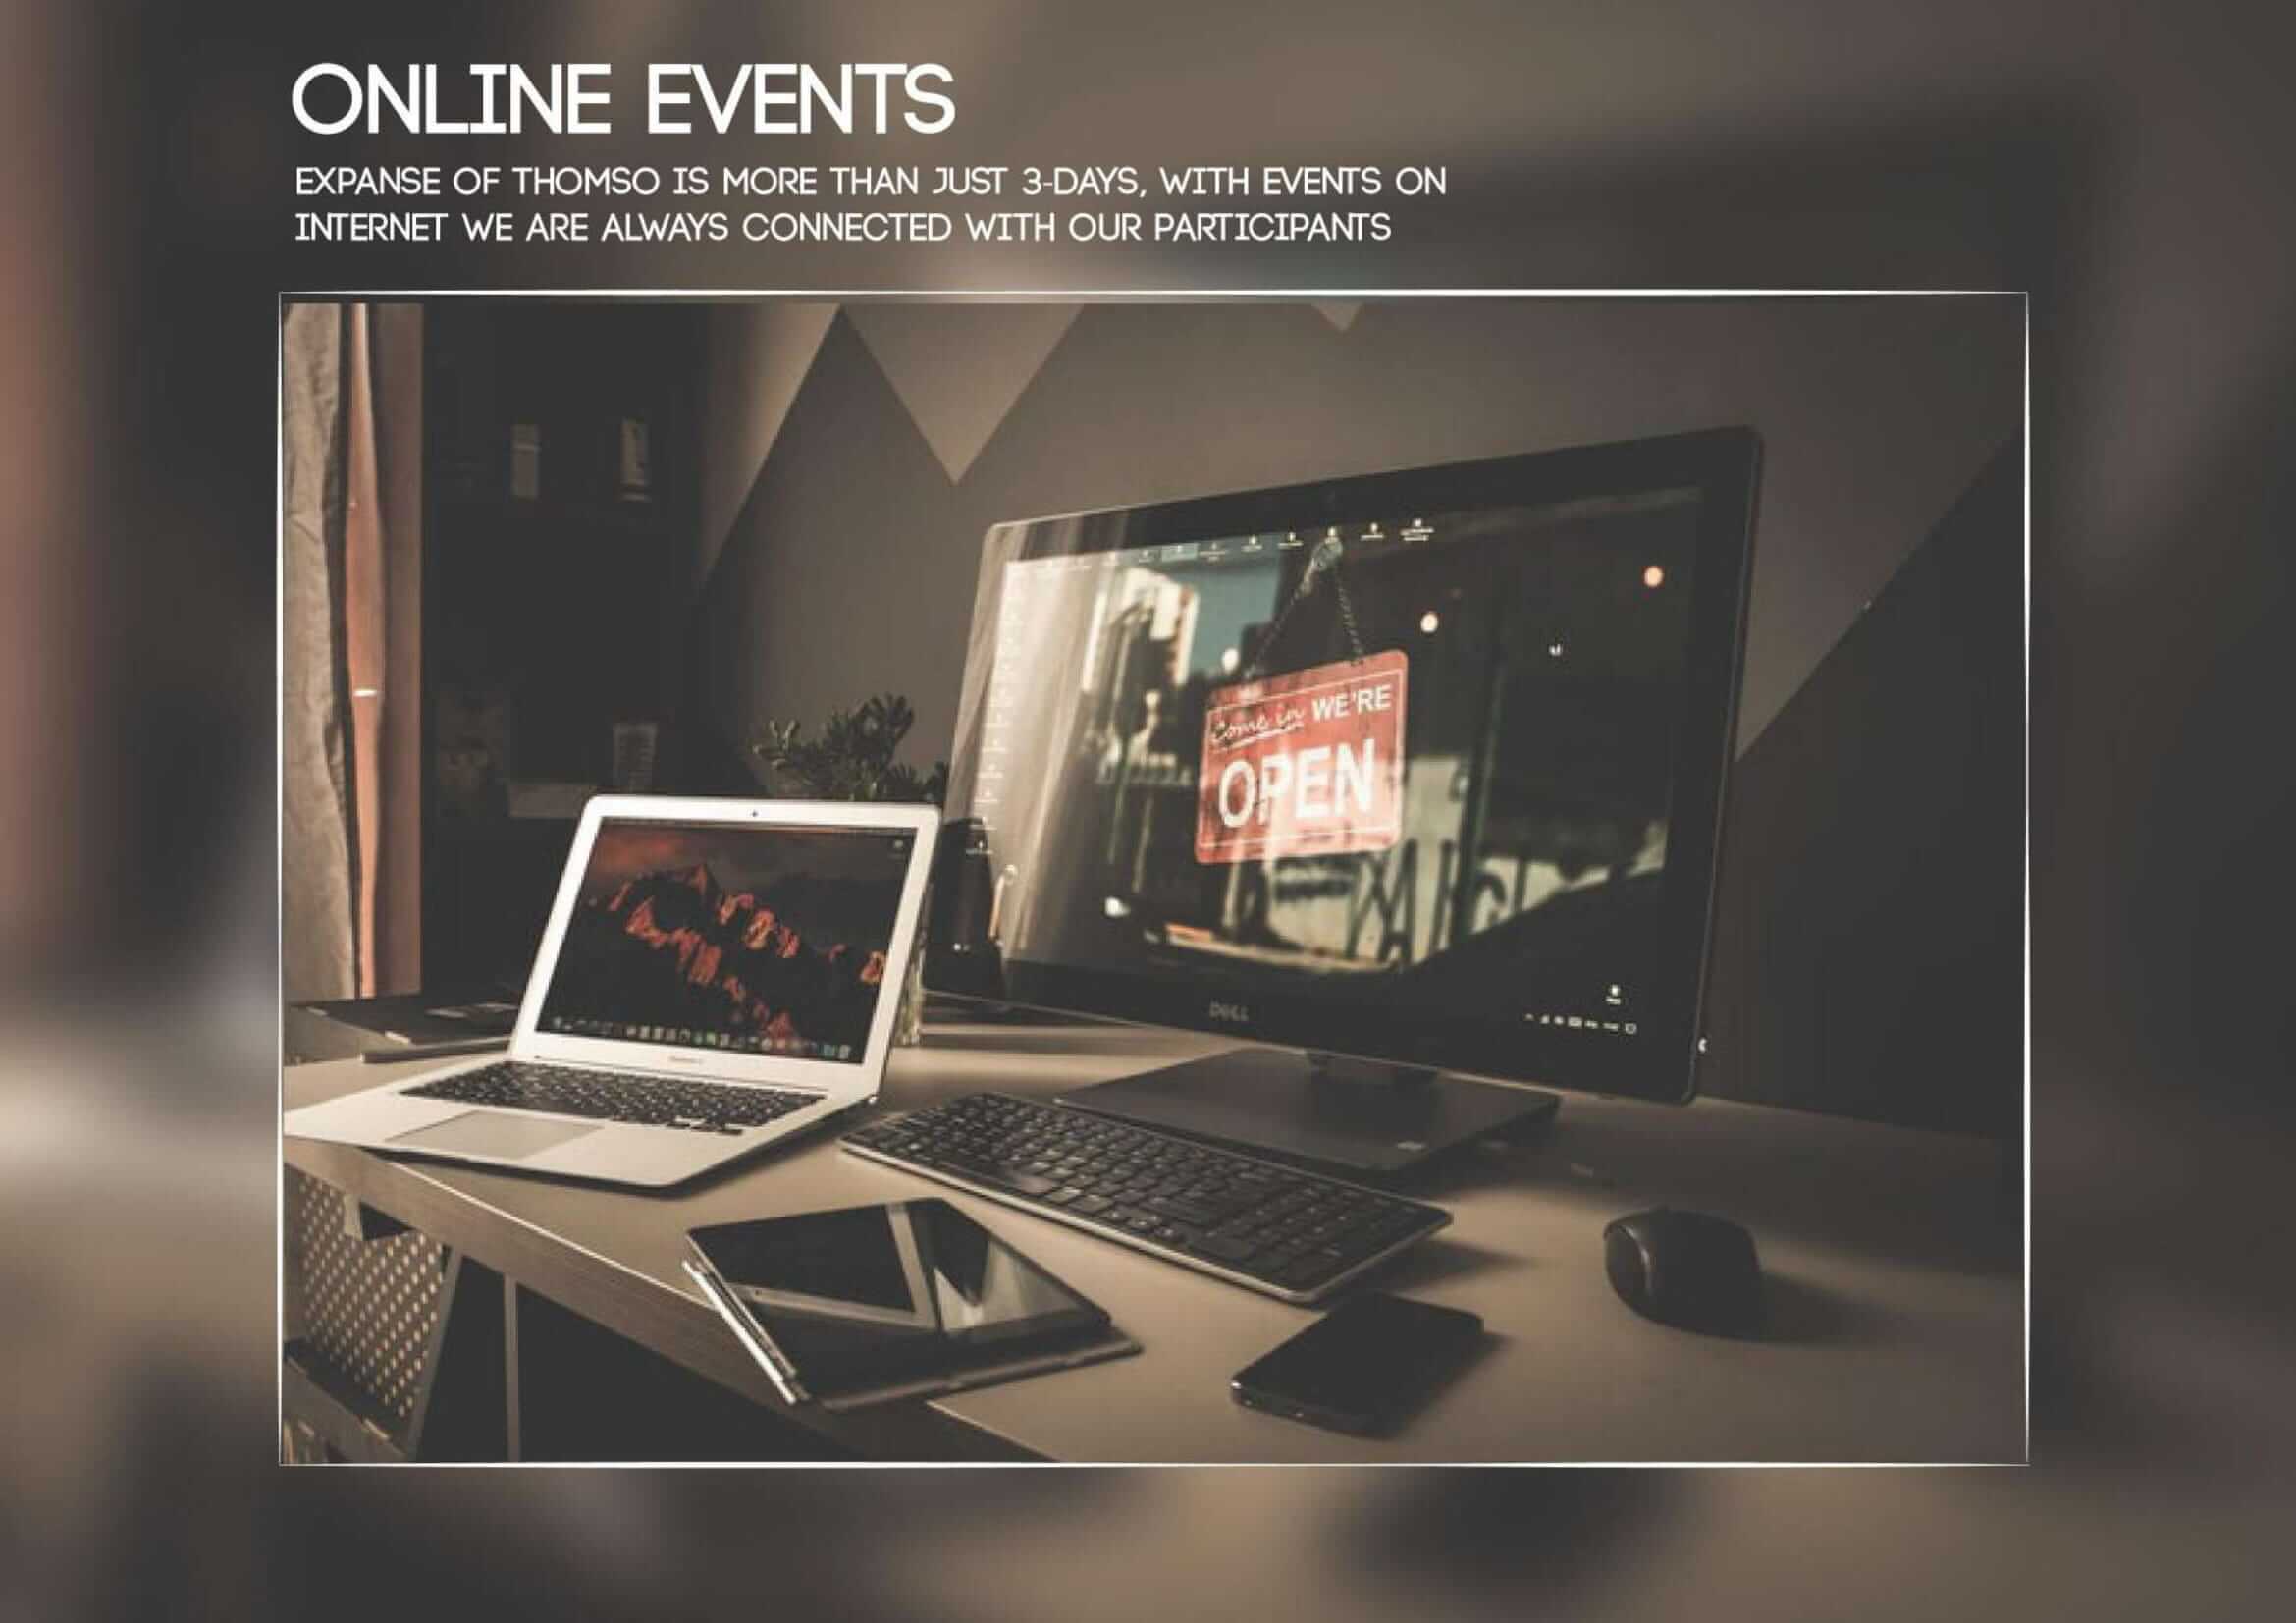 ONLINE EVENTS
EXPANSE OF THOMSO IS MORE THAN JUST 3-DAYS, WITH EVENTS ON
INTERNET WE ARE ALWAYS CONNECTED WITH OUR PARTICIPANTS
Come in WE'RE
OPEN
DELL